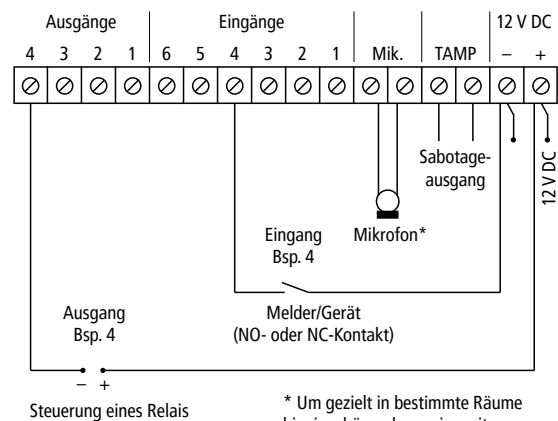 Ausgänge Eingänge 12 V DC
4 3 2 1 6 5 4 3 2 1 Mik. TAMP – +
Sabotage-
ausgang
12 V DC
Eingang
Bsp. 4
Mikrofon*
Ausgang
Bsp. 4
Melder/Gerät
(NO- oder NC-Kontakt)
– +
Steuerung eines Relais
* Um gezielt in bestimmte Räume